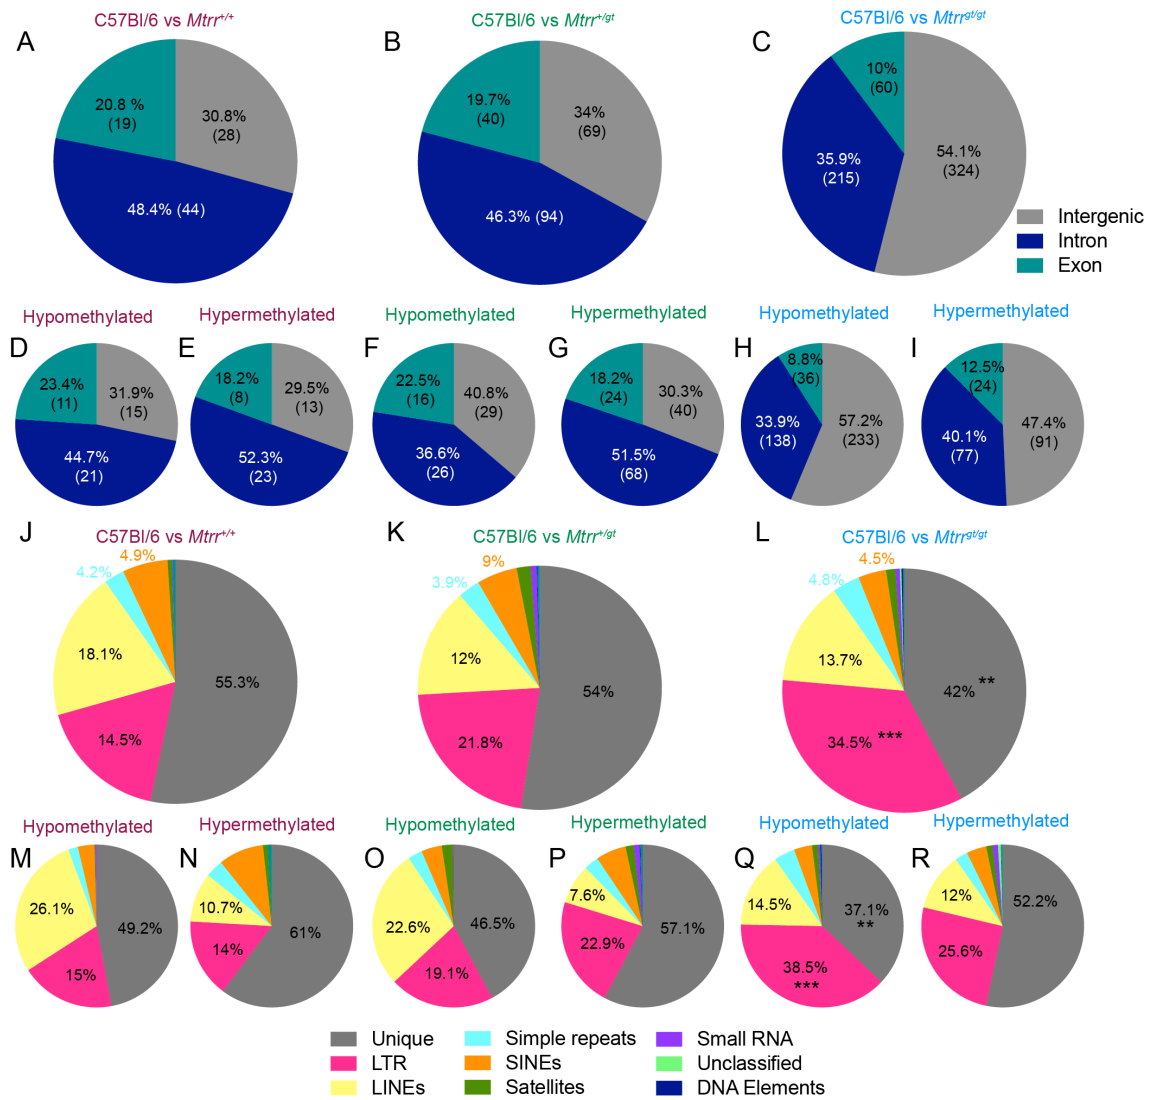 C57Bl/6 vs Mtrr+/+
C57Bl/6 vs Mtrr+/gt
C57Bl/6 vs Mtrrgt/gt
A
20.8 %
(19)
30.8%
(28)
48.4% (44)
B
19.7%
(40)
34%
(69)
46.3% (94)
C
10%
(60)
35.9%
(215)
54.1%
(324)
Intergenic
Intron
Exon
Hypomethylated
Hypermethylated
Hypomethylated
Hypermethylated
Hypomethylated
Hypermethylated
D
23.4%
(11)
31.9%
(15)
44.7%
(21)
E
18.2%
(8)
29.5%
(13)
52.3%
(23)
F
22.5%
(16)
40.8%
(29)
36.6%
(26)
G
18.2%
(24)
30.3%
(40)
51.5%
(68)
H
8.8%
(36)
33.9%
(138)
57.2%
(233)
I
12.5%
(24)
40.1%
(77)
47.4%
(91)
J
C57Bl/6 vs Mtrr+/+
4.9%
4.2%
18.1%
55.3%
14.5%
K
C57Bl/6 vs Mtrr+/gt
9%
3.9%
12%
54%
21.8%
L
C57Bl/6 vs Mtrrgt/gt
4.5%
4.8%
13.7%
42% **
34.5% ***
Hypomethylated
Hypermethylated
Hypomethylated
Hypermethylated
Hypomethylated
Hypermethylated
M
26.1%
49.2%
15%
N
10.7%
61%
14%
O
22.6%
46.5%
19.1%
P
7.6%
57.1%
22.9%
Q
14.5%
37.1%
**
38.5%
***
R
12%
52.2%
25.6%
Unique
LTR
LINEs
Simple repeats
SINEs
Satellites
Small RNA
Unclassified
DNA Elements